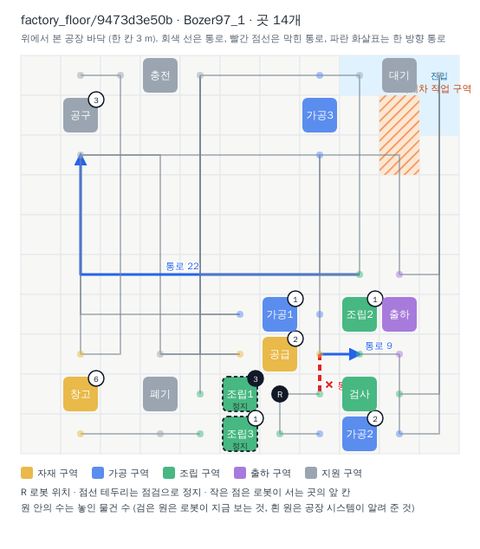 factory_floor/9473d3e50b · Bozer97_1 · 곳 14개
위에서 본 공장 바닥 (한 칸 3 m). 회색 선은 통로, 빨간 점선은 막힌 통로, 파란 화살표는 한 방향 통로
충전
대기
차 작업 구역
공구
3
가공3
통로 22
가공1
1
조립2
1
출하
공급
2
통로 9
창고
6
폐기
조립1
3
정지
R
검사
조립3
1
정지
가공2
2
자재 구역
가공 구역
조립 구역
출하 구역
지원 구역
R 로봇 위치 · 점선 테두리는 점검으로 정지 · 작은 점은 로봇이 서는 곳의 앞 칸
원 안의 수는 놓인 물건 수 (검은 원은 로봇이 지금 보는 것, 흰 원은 공장 시스템이 알려 준 것)